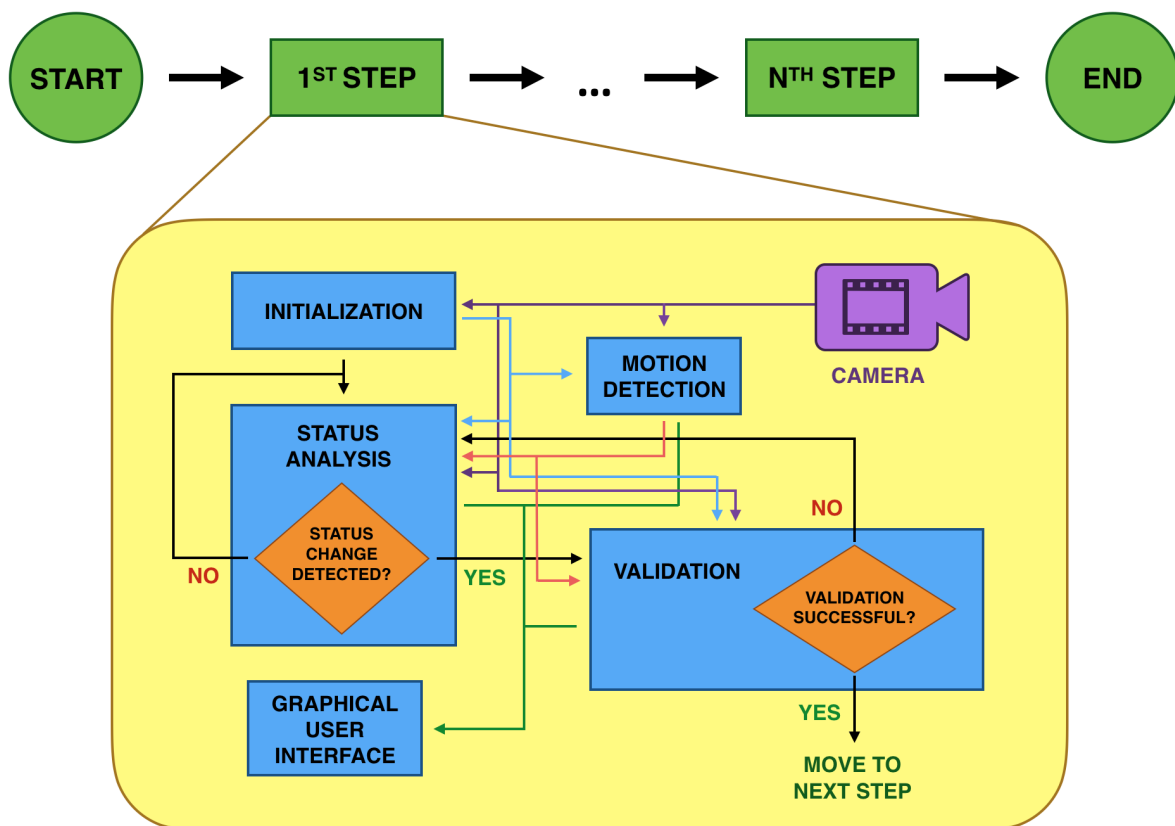 START
1ST STEP
...
NTH STEP
END
INITIALIZATION
MOTION
DETECTION
CAMERA
STATUS
ANALYSIS
STATUS
CHANGE
DETECTED?
NO
YES
VALIDATION
NO
VALIDATION
SUCCESSFUL?
YES
GRAPHICAL
USER
INTERFACE
MOVE TO
NEXT STEP